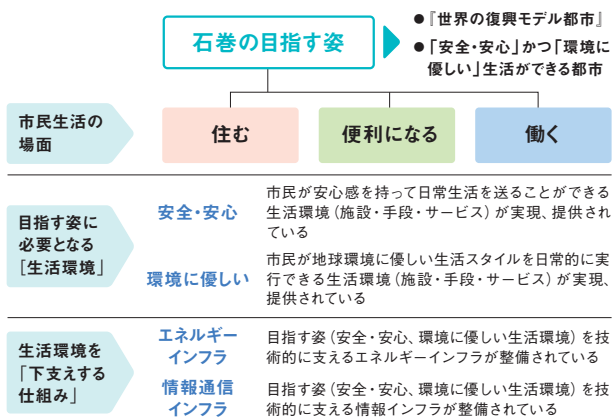 石巻の目指す姿
●『世界の復興モデル都市』
●「安全・安心」かつ「環境に
優しい」生活ができる都市
市民生活の
場面
住む
便利になる
働く
目指す姿に
必要となる
「生活環境」
安全・安心
市民が安心感を持って日常生活を送ることができる
生活環境（施設・手段・サービス）が実現、提供され
ている
環境に優しい
市民が地球環境に優しい生活スタイルを日常的に実
行できる生活環境（施設・手段・サービス）が実現、
提供されている
生活環境を
「下支えする
仕組み」
エネルギー
インフラ
目指す姿（安全・安心、環境に優しい生活環境）を技
術的に支えるエネルギーインフラが整備されている
情報通信
インフラ
目指す姿（安全・安心、環境に優しい生活環境）を技
術的に支える情報インフラが整備されている